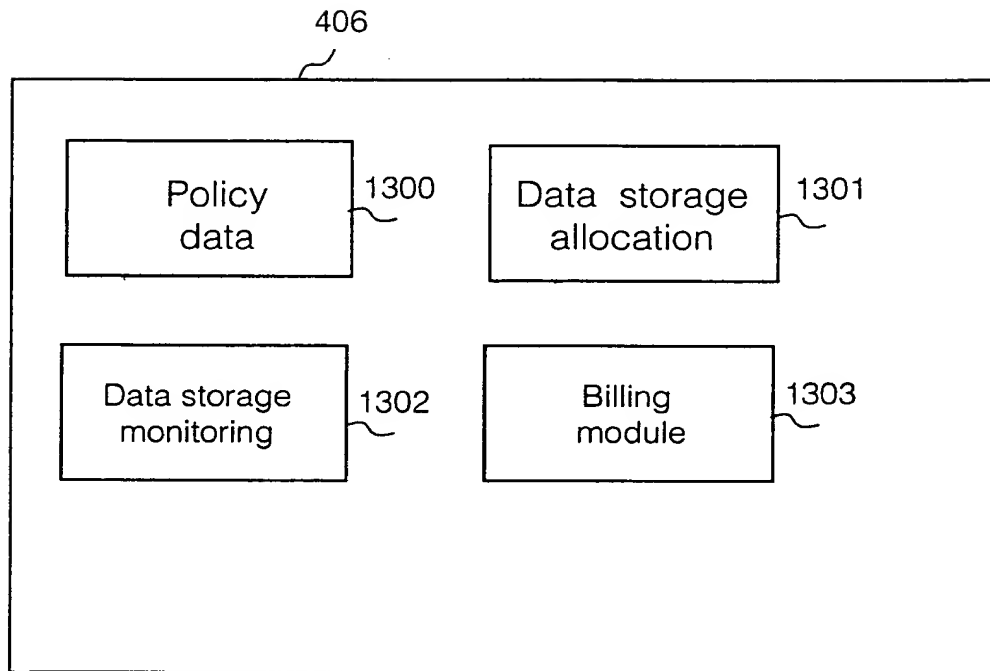 406
Policy
data
1300
Data storage
allocation
1301
Data storage
monitoring
1302
Billing
module
1303